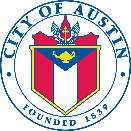 CITY OF AUSTIN
FOUNDED 1839